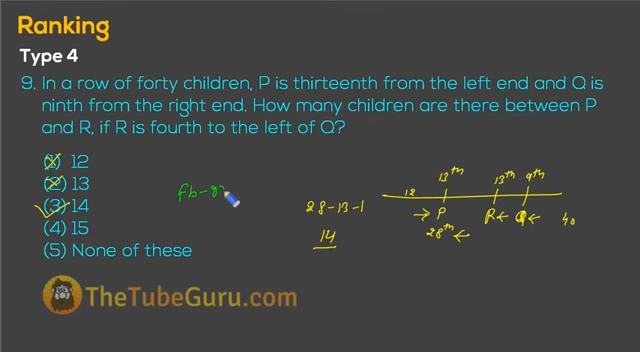 Ranking
Type 4
9. In a row of forty children, P is thirteenth from the left end and Q is
ninth from the right end. How many children are there between P
and R, if R is fourth to the left of Q?
(1) 12
(2) 13
(3) 14
(4) 15
(5) None of these
fb-
28-13-1
14
13th 13th 9th
12
→ P R ← Q ← 40
28th ←
TheTubeGuru.com